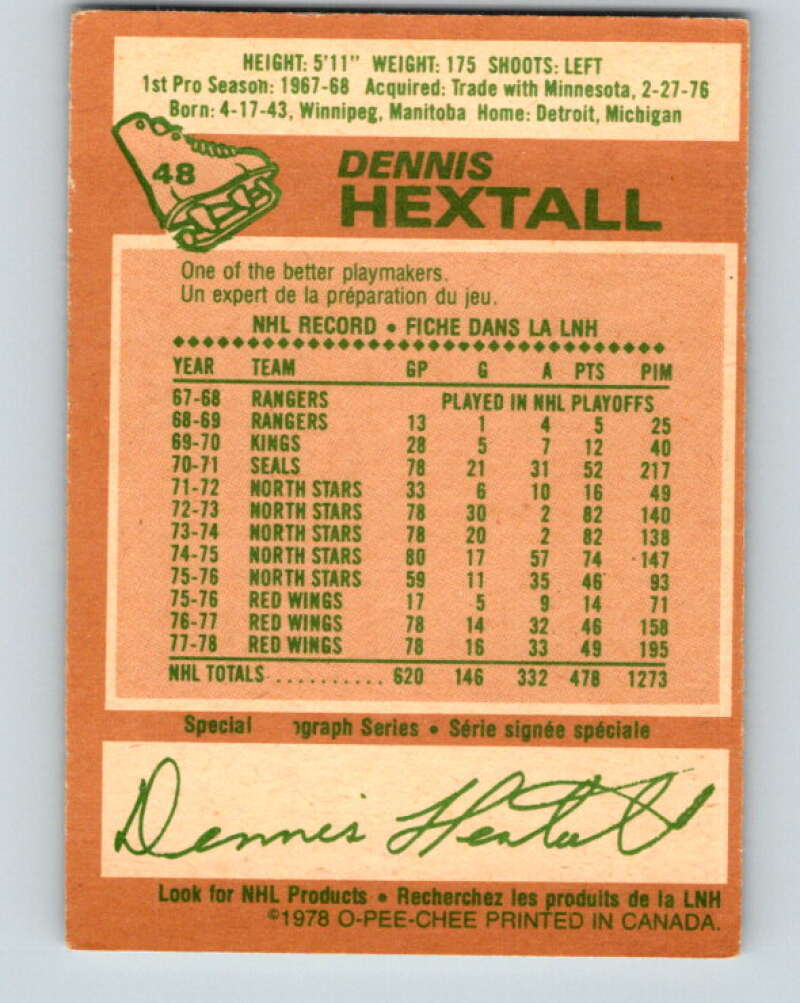 HEIGHT: 5'11" WEIGHT: 175 SHOOTS: LEFT
1st Pro Season: 1967-68 Acquired: Trade with Minnesota, 2-27-76
Born: 4-17-43, Winnipeg, Manitoba Home: Detroit, Michigan
48
DENNIS
HEXTALL
One of the better playmakers.
Un expert de la préparation du jeu.
NHL RECORD • FICHE DANS LA LNH
YEAR TEAM GP G A PTS PIM
67-68 RANGERS PLAYED IN NHL PLAYOFFS
68-69 RANGERS 13 1 4 5 25
69-70 KINGS 28 5 7 12 40
70-71 SEALS 78 21 31 52 217
71-72 NORTH STARS 33 6 10 16 49
72-73 NORTH STARS 78 30 2 82 140
73-74 NORTH STARS 78 20 2 82 138
74-75 NORTH STARS 80 17 57 74 147
75-76 NORTH STARS 59 11 35 46 93
75-76 RED WINGS 17 5 9 14 71
76-77 RED WINGS 78 14 32 46 158
77-78 RED WINGS 78 16 33 49 195
NHL TOTALS .......... 620 146 332 478 1273
Special ograph Series • Série signée spéciale
Dennis Hextall
Look for NHL Products • Recherchez les produits de la LNH
©1978 O-PEE-CHEE PRINTED IN CANADA.